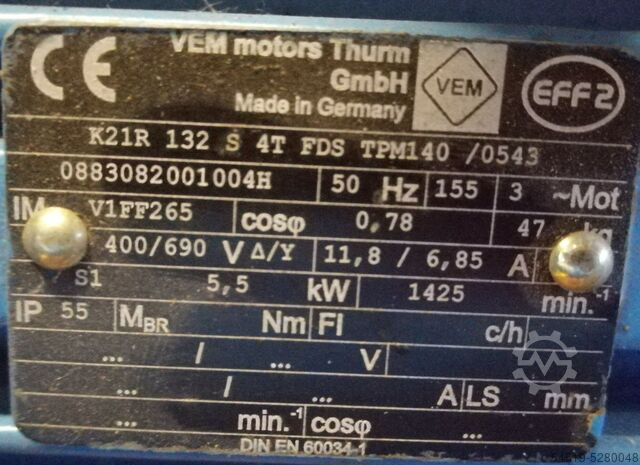 CE VEM motors Thurm GmbH
Made in Germany
VEM
EFF2
K21R 132 S 4T FDS TPM140 /0543
0883082001004H 50 Hz 155 3 ~Mot
IM V1FF265 cosφ 0,78 47 kg
400/690 V Δ/Y 11,8 / 6,85 A
S1 5,5 kW 1425 min.-1
IP 55 MBR Nm FI c/h
... / ... V
... / ... A LS mm
... min.-1 cosφ ...
DIN EN 60034-1